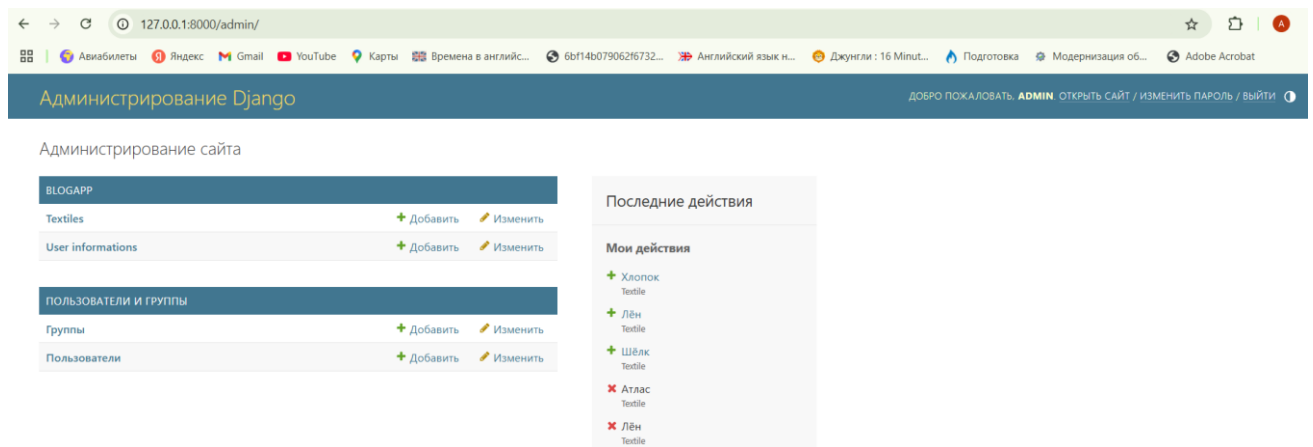 127.0.0.1:8000/admin/
Авиабилеты Яндекс Gmail YouTube Карты Времена в английс... 6bf14b079062f6732... Английский язык н... Джунгли : 16 Minut... Подготовка Модернизация об... Adobe Acrobat
Администрирование Django
ДОБРО ПОЖАЛОВАТЬ, ADMIN. ОТКРЫТЬ САЙТ / ИЗМЕНИТЬ ПАРОЛЬ / ВЫЙТИ
Администрирование сайта
BLOGAPP
Textiles Добавить Изменить
User informations Добавить Изменить
ПОЛЬЗОВАТЕЛИ И ГРУППЫ
Группы Добавить Изменить
Пользователи Добавить Изменить
Последние действия
Мои действия
Хлопок
Textile
Лён
Textile
Шёлк
Textile
Атлас
Textile
Лён
Textile